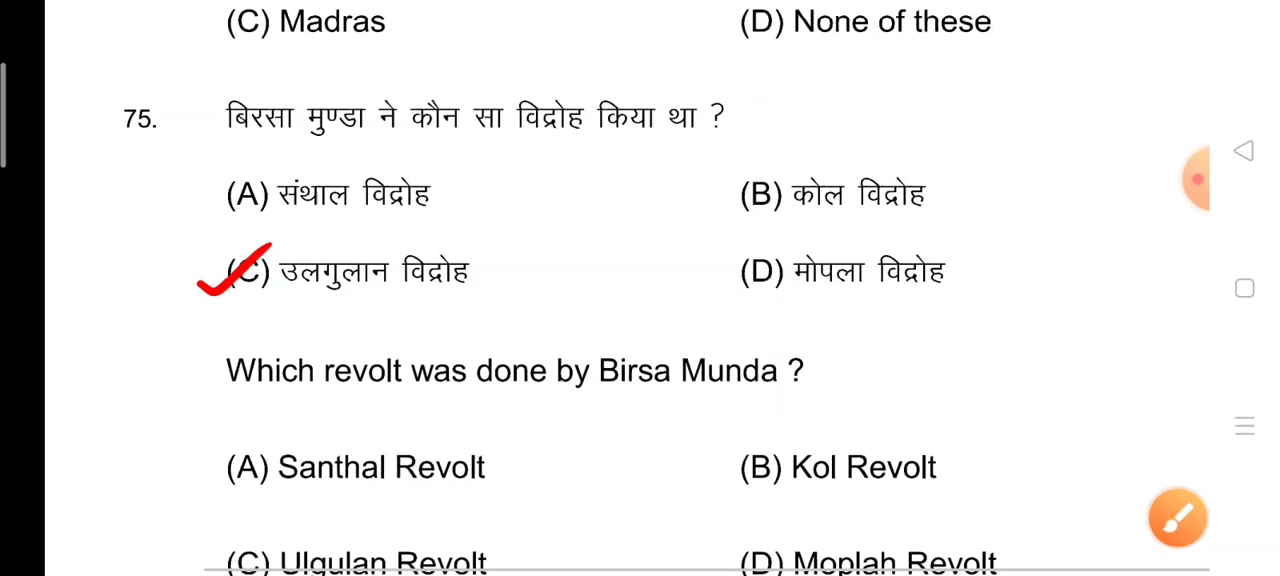 (C) Madras (D) None of these
75. बिरसा मुण्डा ने कौन सा विद्रोह किया था ?
(A) संथाल विद्रोह (B) कोल विद्रोह
(C) उलगुलान विद्रोह (D) मोपला विद्रोह
Which revolt was done by Birsa Munda ?
(A) Santhal Revolt (B) Kol Revolt
(C) Ulgulan Revolt (D) Moplah Revolt